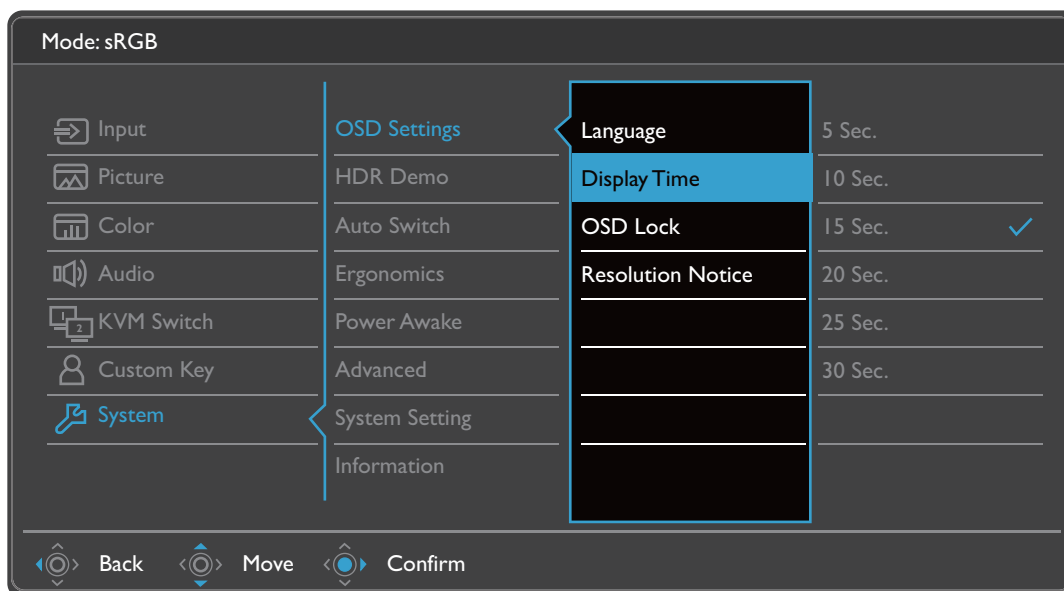 Mode: sRGB
Input
Picture
Color
Audio
KVM Switch
Custom Key
System
OSD Settings
HDR Demo
Auto Switch
Ergonomics
Power Awake
Advanced
System Setting
Information
Language
Display Time
OSD Lock
Resolution Notice
5 Sec.
10 Sec.
15 Sec.
20 Sec.
25 Sec.
30 Sec.
1
2
Back
Move
Confirm